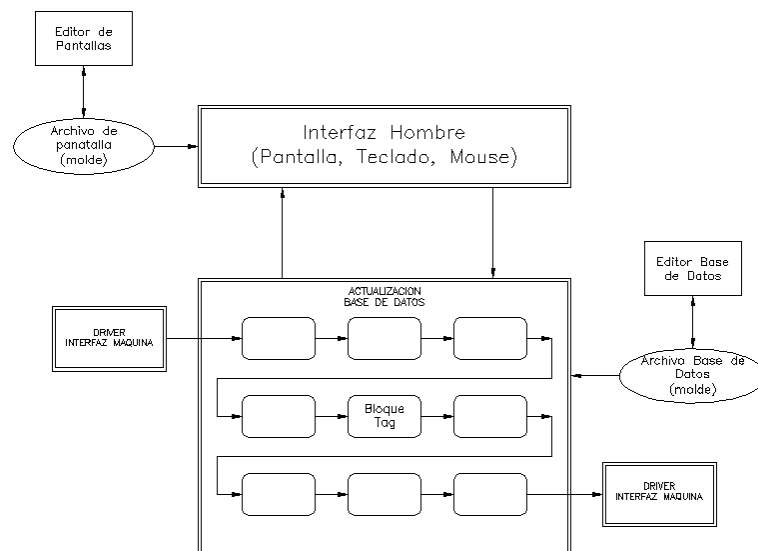 Editor de
Pantallas
Archivo de
panatalla
(molde)
Interfaz Hombre
(Pantalla, Teclado, Mouse)
Editor Base
de Datos
ACTUALIZACION
BASE DE DATOS
DRIVER
INTERFAZ MAQUINA
Archivo Base de
Datos
(molde)
Bloque
Tag
DRIVER
INTERFAZ MAQUINA